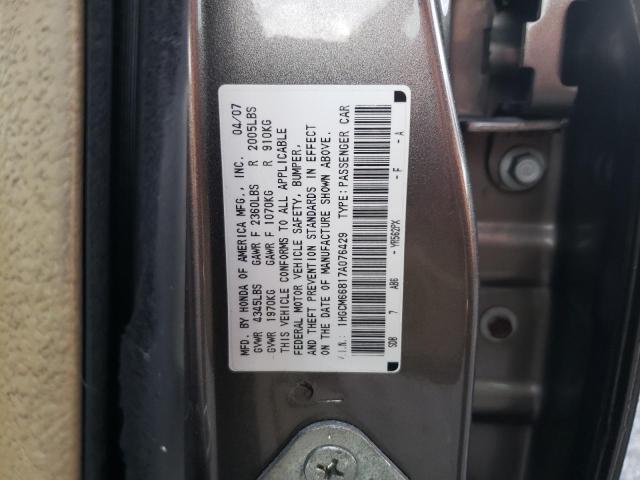 MFD. BY HONDA OF AMERICA MFG., INC. 04/07
GVWR 4345LBS GAWR F 2360LBS R 2005LBS
GVWR 1970KG GAWR F 1070KG R 910KG
THIS VEHICLE CONFORMS TO ALL APPLICABLE
FEDERAL MOTOR VEHICLE SAFETY, BUMPER,
AND THEFT PREVENTION STANDARDS IN EFFECT
ON THE DATE OF MANUFACTURE SHOWN ABOVE.
V.I.N.: 1HGCM66817A076429 TYPE: PASSENGER CAR
SDB 7 AB6 - YR562PX - F - A